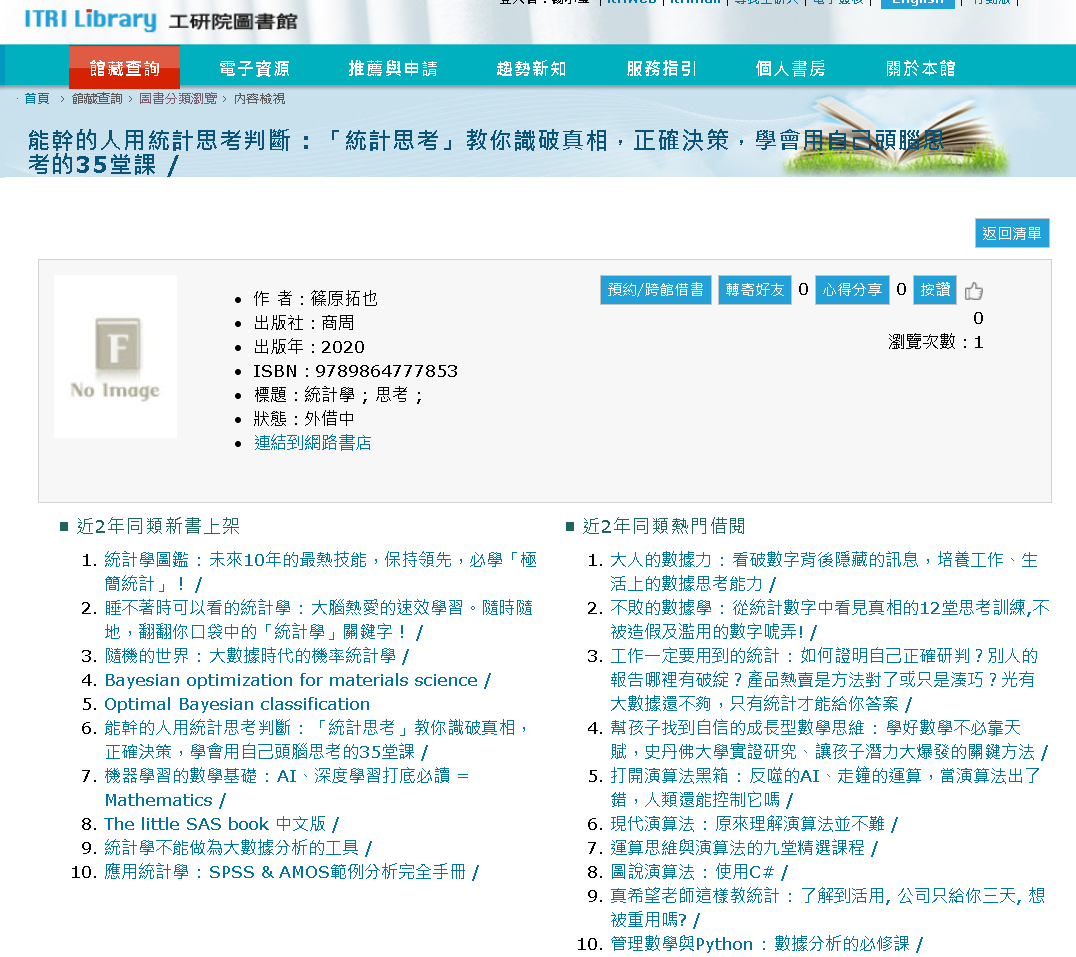 ITRI Library 工研院圖書館
ITRIWeb | ITRIMail | English |
館藏查詢 電子資源 推薦與申請 趨勢新知 服務指引 個人書房 關於本館
首頁 > 館藏查詢 > 圖書分類瀏覽 > 內容檢視
能幹的人用統計思考判斷：「統計思考」教你識破真相，正確決策，學會用自己頭腦思
考的35堂課 /
返回清單
預約/跨館借書 轉寄好友 0 心得分享 0 按讚
0
瀏覽次數：1
No Image
作 者：篠原拓也
出版社：商周
出版年：2020
ISBN：9789864777853
標題：統計學 ; 思考 ;
狀態：外借中
連結到網路書店
近2年同類新書上架
1. 統計學圖鑑 : 未來10年的最熱技能，保持領先，必學「極
簡統計」！ /
2. 睡不著時可以看的統計學 : 大腦熱愛的速效學習。隨時隨
地，翻翻你口袋中的「統計學」關鍵字！ /
3. 隨機的世界 : 大數據時代的機率統計學 /
4. Bayesian optimization for materials science /
5. Optimal Bayesian classification
6. 能幹的人用統計思考判斷：「統計思考」教你識破真相，
正確決策，學會用自己頭腦思考的35堂課 /
7. 機器學習的數學基礎 : AI、深度學習打底必讀 =
Mathematics /
8. The little SAS book 中文版 /
9. 統計學不能做為大數據分析的工具 /
10. 應用統計學 : SPSS & AMOS範例分析完全手冊 /
近2年同類熱門借閱
1. 大人的數據力 : 看破數字背後隱藏的訊息，培養工作、生
活上的數據思考能力 /
2. 不敗的數據學 : 從統計數字中看見真相的12堂思考訓練,不
被造假及濫用的數字唬弄! /
3. 工作一定要用到的統計 : 如何證明自己正確研判？別人的
報告哪裡有破綻？產品熱賣是方法對了或只是湊巧？光有
大數據還不夠，只有統計才能給你答案 /
4. 幫孩子找到自信的成長型數學思維 : 學好數學不必靠天
賦，史丹佛大學實證研究、讓孩子潛力大爆發的關鍵方法 /
5. 打開演算法黑箱 : 反噬的AI、走鐘的運算，當演算法出了
錯，人類還能控制它嗎 /
6. 現代演算法 : 原來理解演算法並不難 /
7. 運算思維與演算法的九堂精選課程 /
8. 圖說演算法 : 使用C# /
9. 真希望老師這樣教統計 : 了解到活用, 公司只給你三天, 想
被重用嗎? /
10. 管理數學與Python : 數據分析的必修課 /